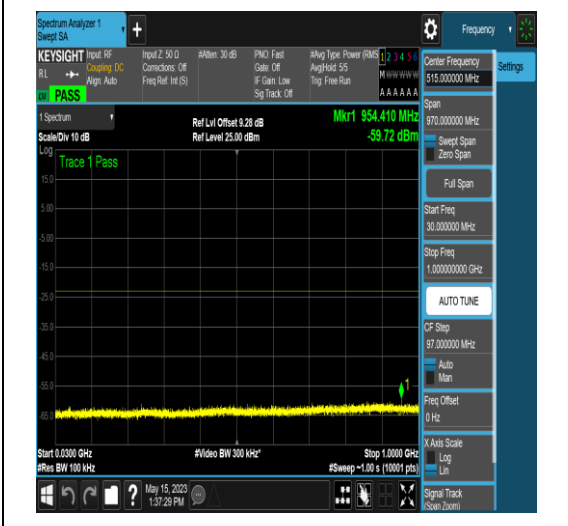 Spectrum Analyzer 1
Swept SA
Frequency
KEYSIGHT
RL
PASS
Input: RF
Coupling: DC
Align: Auto
Input Z: 50 Ω
Corrections: Off
Freq Ref: Int (S)
#Atten: 30 dB
PNO: Fast
Gate: Off
IF Gain: Low
Sig Track: Off
#Avg Type: Power (RMS
Avg|Hold: 5/5
Trig: Free Run
1 2 3 4 5 6
M W W W W W
A A A A A A
1 Spectrum
Scale/Div 10 dB
Ref Lvl Offset 9.28 dB
Ref Level 25.00 dBm
Mkr1 954.410 MHz
-59.72 dBm
Log
Trace 1 Pass
15.0
5.00
-5.00
-15.0
-25.0
-35.0
-45.0
-55.0
-65.0
1
Start 0.0300 GHz
#Res BW 100 kHz
#Video BW 300 kHz*
Stop 1.0000 GHz
#Sweep ~1.00 s (10001 pts)
?
May 15, 2023
1:37:29 PM
Center Frequency
515.000000 MHz
Settings
Span
970.000000 MHz
Swept Span
Zero Span
Full Span
Start Freq
30.000000 MHz
Stop Freq
1.000000000 GHz
AUTO TUNE
CF Step
97.000000 MHz
Auto
Man
Freq Offset
0 Hz
X Axis Scale
Log
Lin
Signal Track
(Span Zoom)